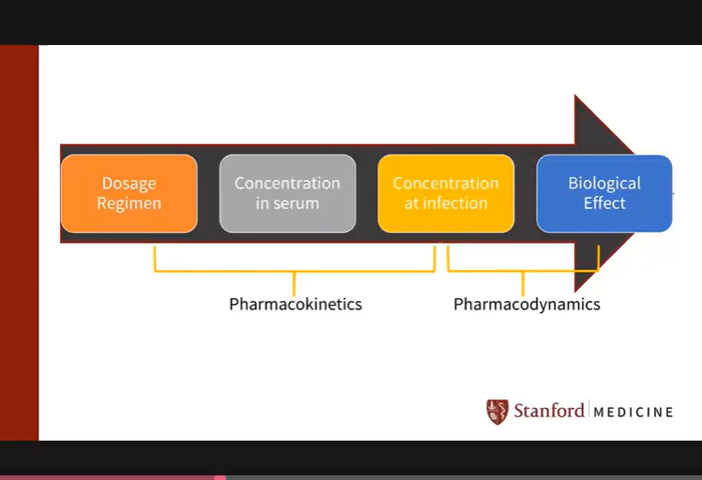 Dosage
Regimen
Concentration
in serum
Concentration
at infection
Biological
Effect
Pharmacokinetics
Pharmacodynamics
Stanford MEDICINE